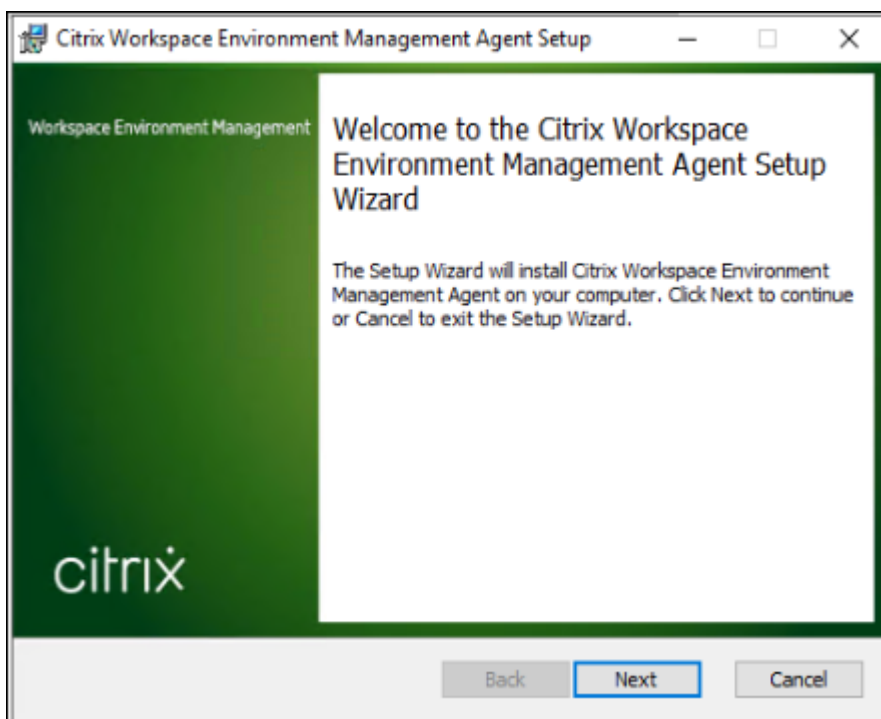 Citrix Workspace Environment Management Agent Setup
Workspace Environment Management
Welcome to the Citrix Workspace
Environment Management Agent Setup
Wizard
The Setup Wizard will install Citrix Workspace Environment
Management Agent on your computer. Click Next to continue
or Cancel to exit the Setup Wizard.
citrix
Back Next Cancel